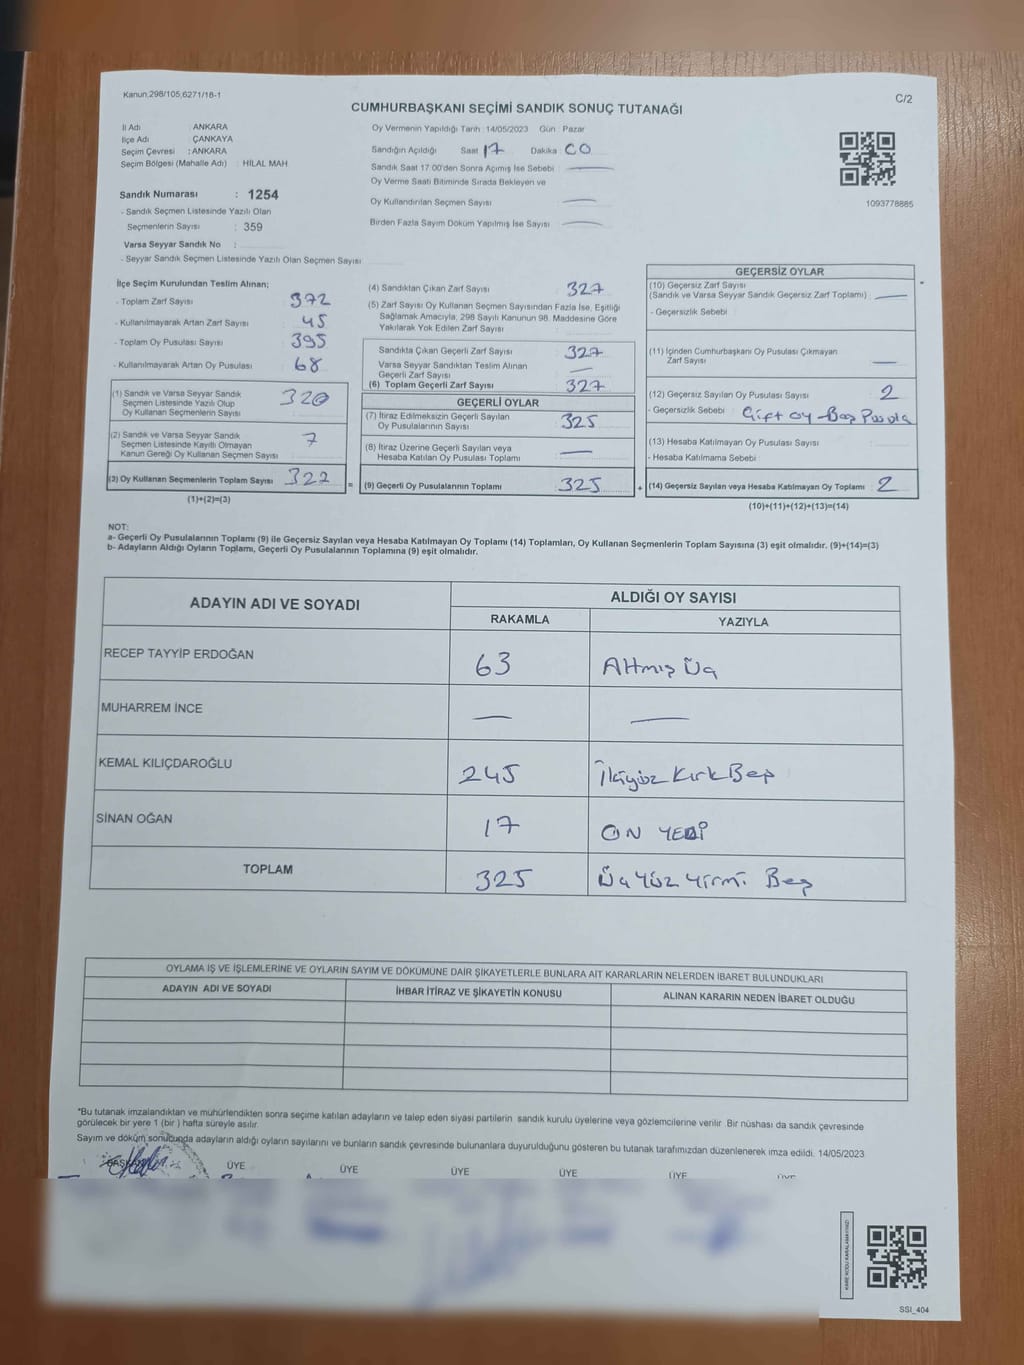 Kanun,298/105,6271/18-1
C/2
CUMHURBAŞKANI SEÇİMİ SANDIK SONUÇ TUTANAĞI
İl Adı : ANKARA
İlçe Adı : ÇANKAYA
Seçim Çevresi : ANKARA
Seçim Bölgesi (Mahalle Adı) : HİLAL MAH
Oy Vermenin Yapıldığı Tarih :14/05/2023 Gün : Pazar
Sandığın Açıldığı Saat 17 Dakika 00
Sandık Saat 17:00'den Sonra Açımış İse Sebebi : —
Oy Verme Saati Bitiminde Sırada Bekleyen ve
Oy Kullandırılan Seçmen Sayısı : —
Birden Fazla Sayım Döküm Yapılmış İse Sayısı : —
1093778885
Sandık Numarası : 1254
- Sandık Seçmen Listesinde Yazılı Olan
Seçmenlerin Sayısı : 359
Varsa Seyyar Sandık No :
- Seyyar Sandık Seçmen Listesinde Yazılı Olan Seçmen Sayısı
İlçe Seçim Kurulundan Teslim Alınan;
- Toplam Zarf Sayısı 372
- Kullanılmayarak Artan Zarf Sayısı : 45
- Toplam Oy Pusulası Sayısı : 395
- Kullanılmayarak Artan Oy Pusulası : 68
(1) Sandık ve Varsa Seyyar Sandık
Seçmen Listesinde Yazılı Olup
Oy Kullanan Seçmenlerin Sayısı : 320
(2) Sandık ve Varsa Seyyar Sandık
Seçmen Listesinde Kayıtlı Olmayan
Kanun Gereği Oy Kullanan Seçmen Sayısı : 7
(3) Oy Kullanan Seçmenlerin Toplam Sayısı : 327 =
(1)+(2)=(3)
(4) Sandıktan Çıkan Zarf Sayısı : 327
(5) Zarf Sayısı Oy Kullanan Seçmen Sayısından Fazla İse, Eşitliği
Sağlamak Amacıyla, 298 Sayılı Kanunun 98. Maddesine Göre
Yakılarak Yok Edilen Zarf Sayısı :
Sandıkta Çıkan Geçerli Zarf Sayısı : 327
Varsa Seyyar Sandıktan Teslim Alınan
Geçerli Zarf Sayısı : —
(6) Toplam Geçerli Zarf Sayısı : 327
GEÇERLİ OYLAR
(7) İtiraz Edilmeksizin Geçerli Sayılan
Oy Pusulalarının Sayısı : 325
(8) İtiraz Üzerine Geçerli Sayılan veya
Hesaba Katılan Oy Pusulası Toplamı : —
(9) Geçerli Oy Pusulalarının Toplamı : 325 +
GEÇERSİZ OYLAR
(10) Geçersiz Zarf Sayısı
(Sandık ve Varsa Seyyar Sandık Geçersiz Zarf Toplamı) : —
- Geçersizlik Sebebi :
(11) İçinden Cumhurbaşkanı Oy Pusulası Çıkmayan
Zarf Sayısı : —
(12) Geçersiz Sayılan Oy Pusulası Sayısı : 2
- Geçersizlik Sebebi : Çift Oy - Boş Pusula
(13) Hesaba Katılmayan Oy Pusulası Sayısı :
- Hesaba Katılmama Sebebi :
(14) Geçersiz Sayılan veya Hesaba Katılmayan Oy Toplamı : 2
(10)+(11)+(12)+(13)=(14)
NOT:
a- Geçerli Oy Pusulalarının Toplamı (9) ile Geçersiz Sayılan veya Hesaba Katılmayan Oy Toplamı (14) Toplamları, Oy Kullanan Seçmenlerin Toplam Sayısına (3) eşit olmalıdır. (9)+(14)=(3)
b- Adayların Aldığı Oyların Toplamı, Geçerli Oy Pusulalarının Toplamına (9) eşit olmalıdır.
ADAYIN ADI VE SOYADI ALDIĞI OY SAYISI
RAKAMLA YAZIYLA
RECEP TAYYİP ERDOĞAN 63 Altmış Üç
MUHARREM İNCE — —
KEMAL KILIÇDAROĞLU 245 İkiyüz Kırk Beş
SİNAN OĞAN 17 ON YEDİ
TOPLAM 325 Üç Yüz Yirmi Beş
OYLAMA İŞ VE İŞLEMLERİNE VE OYLARIN SAYIM VE DÖKÜMÜNE DAİR ŞİKAYETLERLE BUNLARA AİT KARARLARIN NELERDEN İBARET BULUNDUKLARI
ADAYIN ADI VE SOYADI İHBAR İTİRAZ VE ŞİKAYETİN KONUSU ALINAN KARARIN NEDEN İBARET OLDUĞU
*Bu tutanak imzalandıktan ve mühürlendikten sonra seçime katılan adayların ve talep eden siyasi partilerin sandık kurulu üyelerine veya gözlemcilerine verilir. Bir nüshası da sandık çevresinde
görülecek bir yere 1 (bir ) hafta süreyle asılır.
Sayım ve döküm sonucunda adayların aldığı oyların sayılarını ve bunların sandık çevresinde bulunanlara duyurulduğunu gösteren bu tutanak tarafımızdan düzenlenerek imza edildi. 14/05/2023
BAŞKAN ÜYE ÜYE ÜYE ÜYE ÜYE ÜYE
KARE KODU KARALAMAYINIZ!
SSI_404